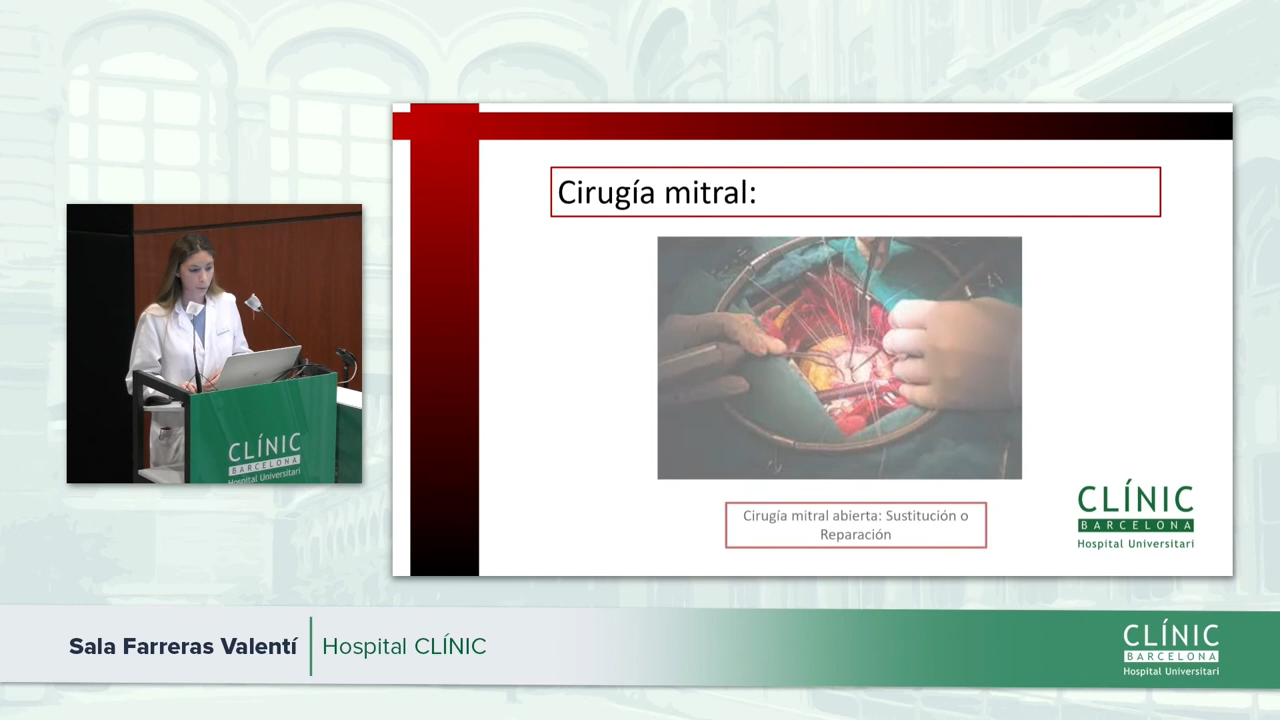 Cirugía mitral:
Cirugía mitral abierta: Sustitución o
Reparación
CLÍNIC
BARCELONA
Hospital Universitari
CLÍNIC
BARCELONA
Hospital Universitari
Sala Farreras Valentí
Hospital CLÍNIC
CLÍNIC
BARCELONA
Hospital Universitari